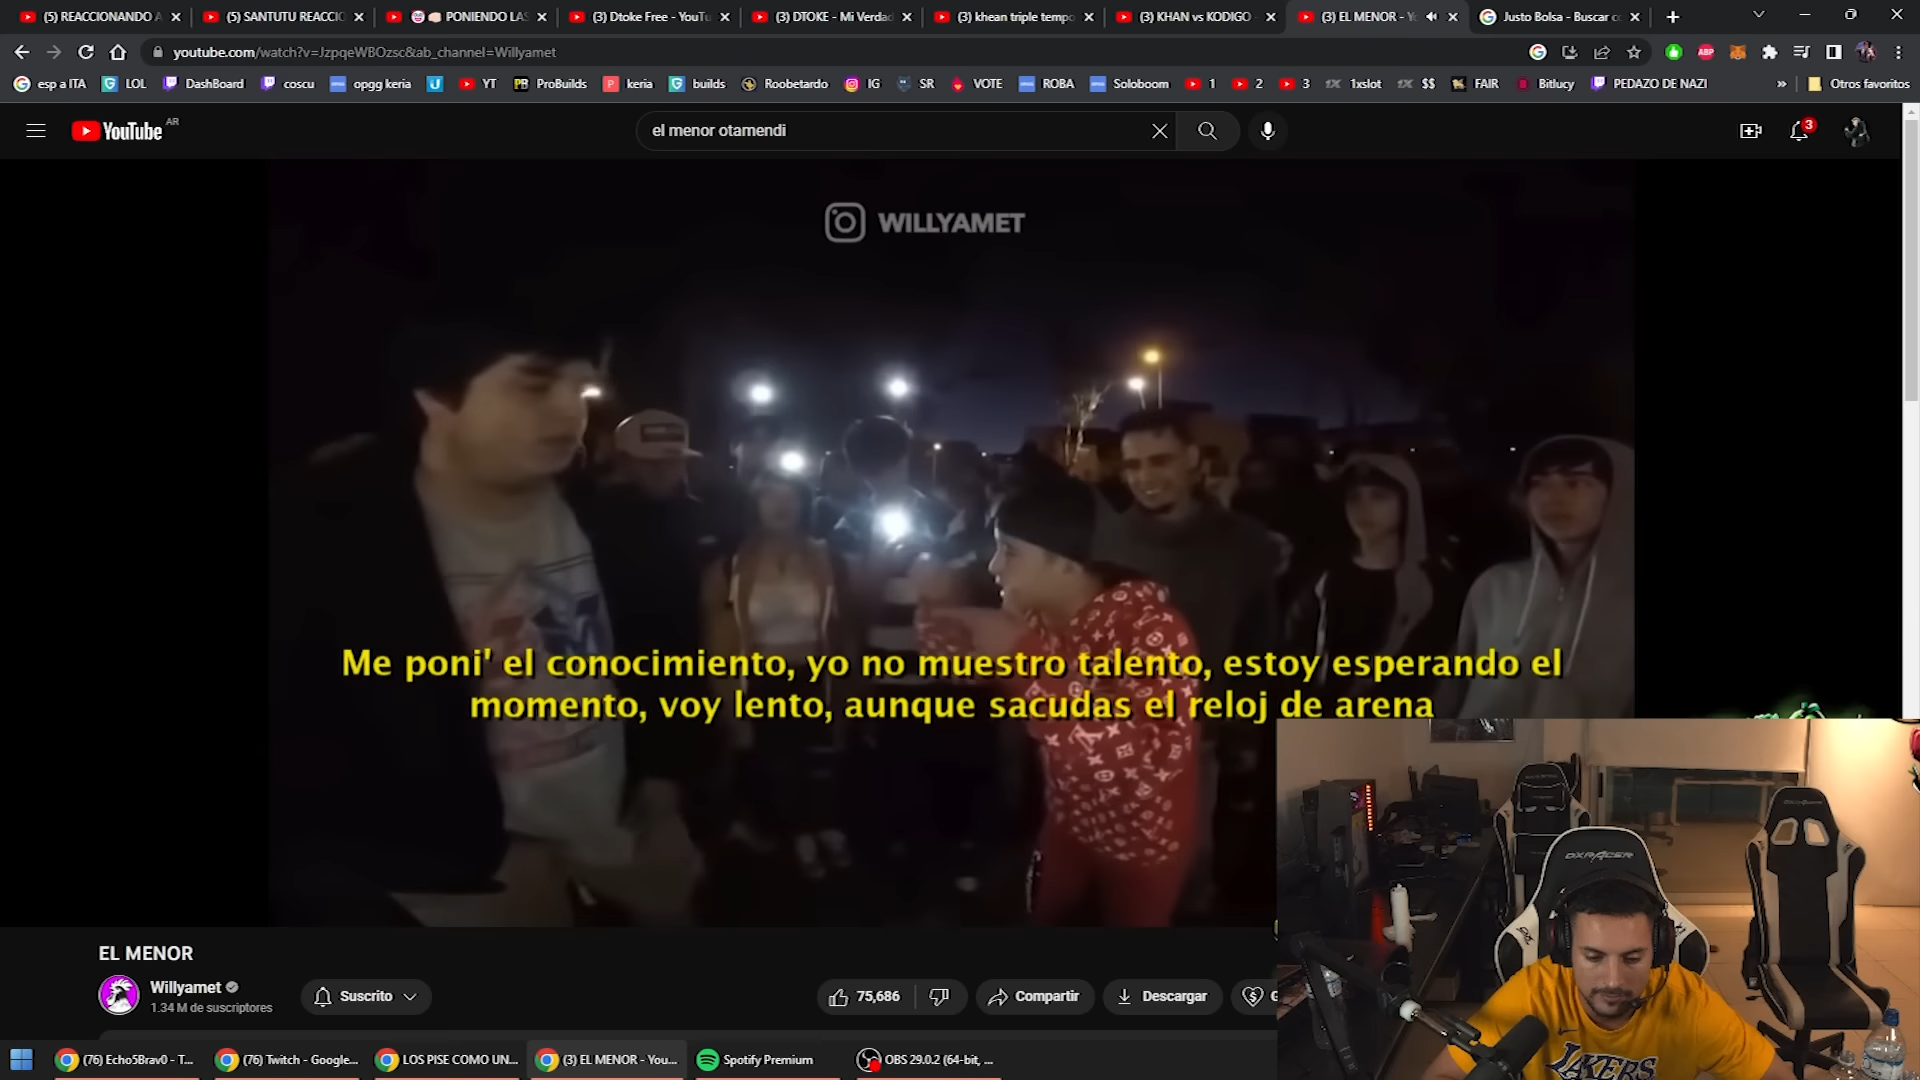 (5) REACCIONANDO A
(5) SANTUTU REACCIO
PONIENDO LAS
(3) Dtoke Free - YouTu
(3) DTOKE - Mi Verdad
(3) khean triple tempo
(3) KHAN vs KODIGO
(3) EL MENOR - Yo
Justo Bolsa - Buscar co
youtube.com/watch?v=JzpqeWBOzsc&ab_channel=Willyamet
esp a ITA
LOL
DashBoard
coscu
opgg keria
YT
ProBuilds
keria
builds
Roobetardo
IG
SR
VOTE
ROBA
Soloboom
1
2
3
1xslot
$$
FAIR
Bitlucy
PEDAZO DE NAZI
»
Otros favoritos
YouTube AR
el menor otamendi
3
WILLYAMET
Me poni' el conocimiento, yo no muestro talento, estoy esperando el
momento, voy lento, aunque sacudas el reloj de arena
DXRACER
LAKERS
EL MENOR
Willyamet
1.34 M de suscriptores
Suscrito
75,686
Compartir
Descargar
G
(76) Echo5Brav0 - T...
(76) Twitch - Google...
LOS PISE COMO UN...
(3) EL MENOR - You...
Spotify Premium
OBS 29.0.2 (64-bit, ...